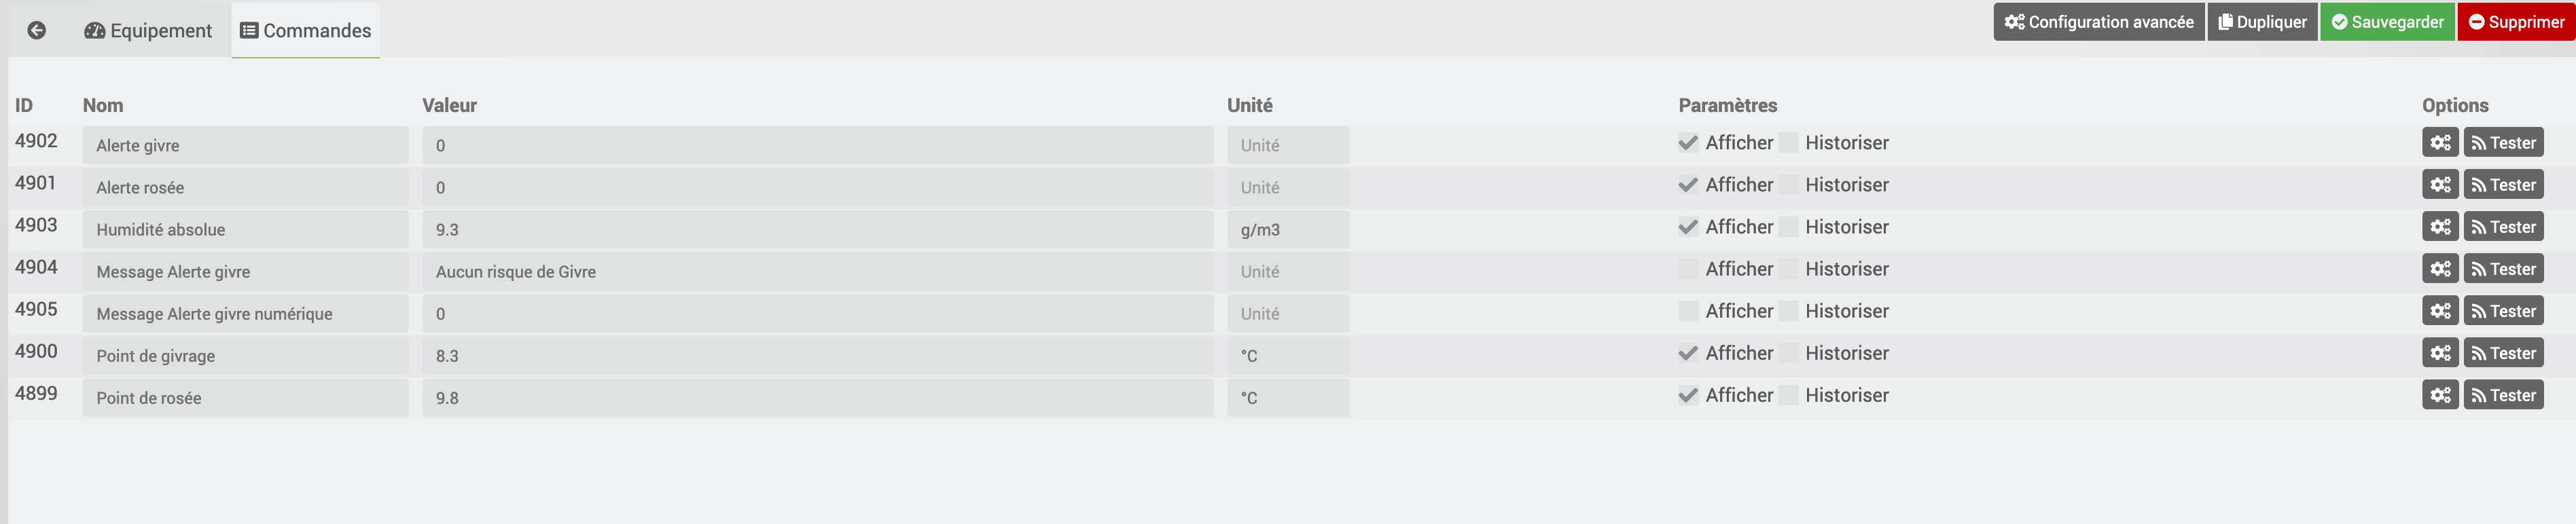 Equipement Commandes Configuration avancée Dupliquer Sauvegarder Supprimer
ID Nom Valeur Unité Paramètres Options
4902 Alerte givre 0 Unité Afficher Historiser Tester
4901 Alerte rosée 0 Unité Afficher Historiser Tester
4903 Humidité absolue 9.3 g/m3 Afficher Historiser Tester
4904 Message Alerte givre Aucun risque de Givre Unité Afficher Historiser Tester
4905 Message Alerte givre numérique 0 Unité Afficher Historiser Tester
4900 Point de givrage 8.3 °C Afficher Historiser Tester
4899 Point de rosée 9.8 °C Afficher Historiser Tester